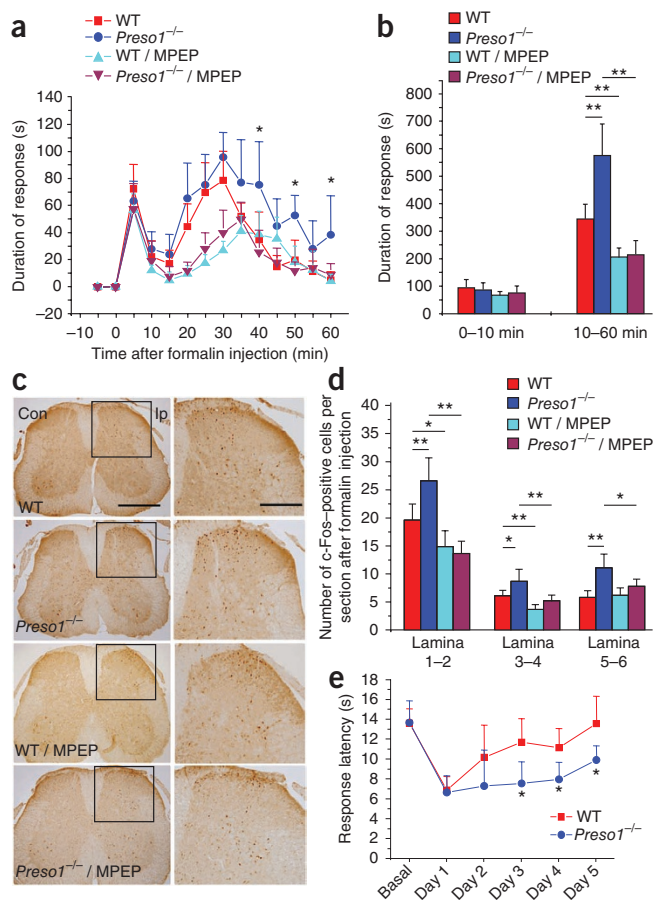 a
WT
Preso1–/–
WT / MPEP
Preso1–/– / MPEP
140
120
100
80
60
40
20
0
–20
Duration of response (s)
* * *
–10 0 10 20 30 40 50 60
Time after formalin injection (min)
b
WT
Preso1–/–
WT / MPEP
Preso1–/– / MPEP
800
700
600
500
400
300
200
100
0
Duration of response (s)
**
**
**
0–10 min 10–60 min
c
Con Ip
WT
Preso1–/–
WT / MPEP
Preso1–/– / MPEP
d
WT
Preso1–/–
WT / MPEP
Preso1–/– / MPEP
40
35
30
25
20
15
10
5
0
Number of c-Fos–positive cells per
section after formalin injection
**
*
**
**
**
*
*
**
Lamina Lamina Lamina
1–2 3–4 5–6
e
18
16
14
12
10
8
6
4
2
0
Response latency (s)
* * *
WT
Preso1–/–
Basal Day 1 Day 2 Day 3 Day 4 Day 5